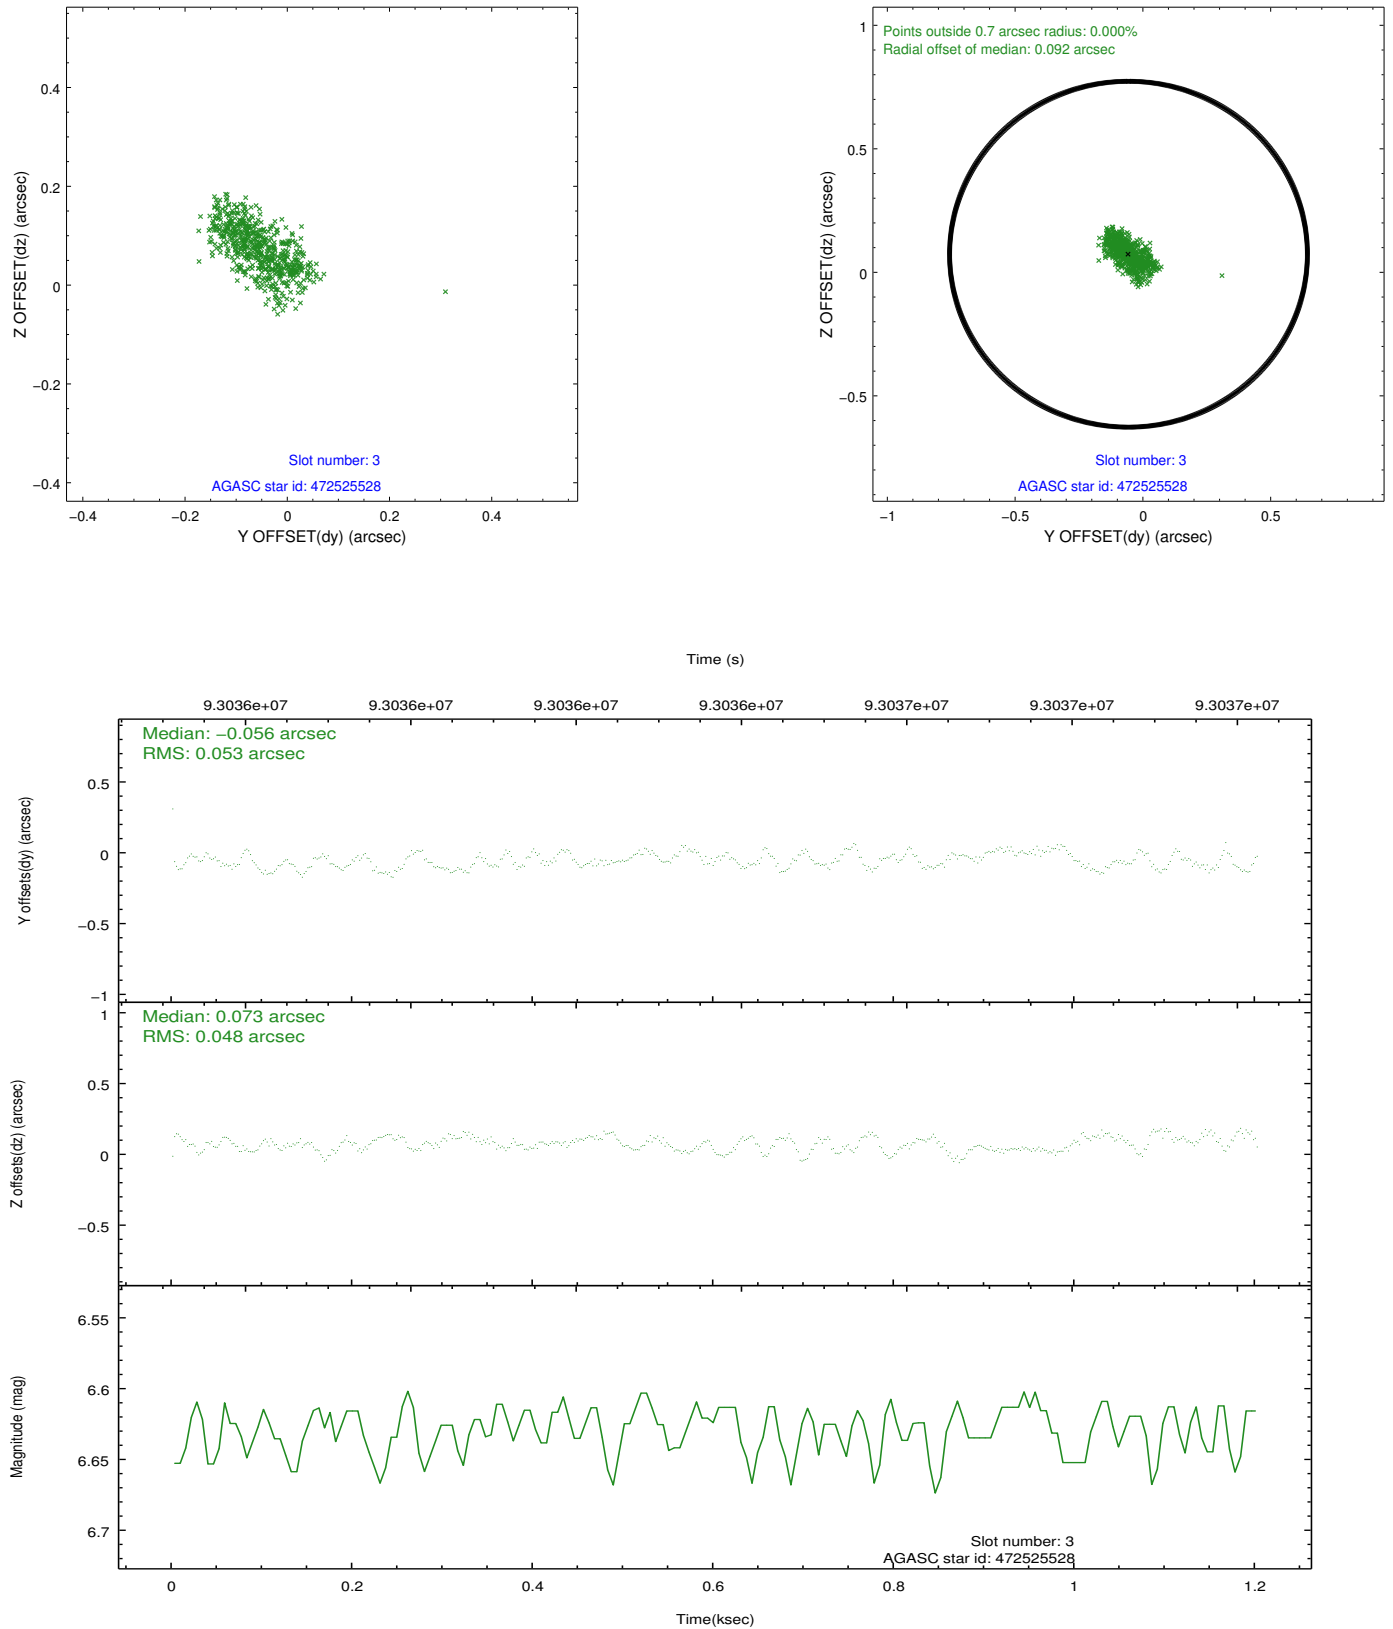 0.4
0.2
0
−0.2
−0.4
Z OFFSET(dz) (arcsec)
Slot number: 3
AGASC star id: 472525528
−0.4 −0.2 0 0.2 0.4
Y OFFSET(dy) (arcsec)
Points outside 0.7 arcsec radius: 0.000%
Radial offset of median: 0.092 arcsec
1
0.5
0
−0.5
Z OFFSET(dz) (arcsec)
Slot number: 3
AGASC star id: 472525528
−1 −0.5 0 0.5
Y OFFSET(dy) (arcsec)
Time (s)
9.3036e+07 9.3036e+07 9.3036e+07 9.3036e+07 9.3037e+07 9.3037e+07 9.3037e+07
Median: −0.056 arcsec
RMS: 0.053 arcsec
0.5
0
−0.5
−1
Y offsets(dy) (arcsec)
Median: 0.073 arcsec
RMS: 0.048 arcsec
1
0.5
0
−0.5
Z offsets(dz) (arcsec)
6.55
6.6
6.65
6.7
Magnitude (mag)
Slot number: 3
AGASC star id: 472525528
0 0.2 0.4 0.6 0.8 1 1.2
Time(ksec)